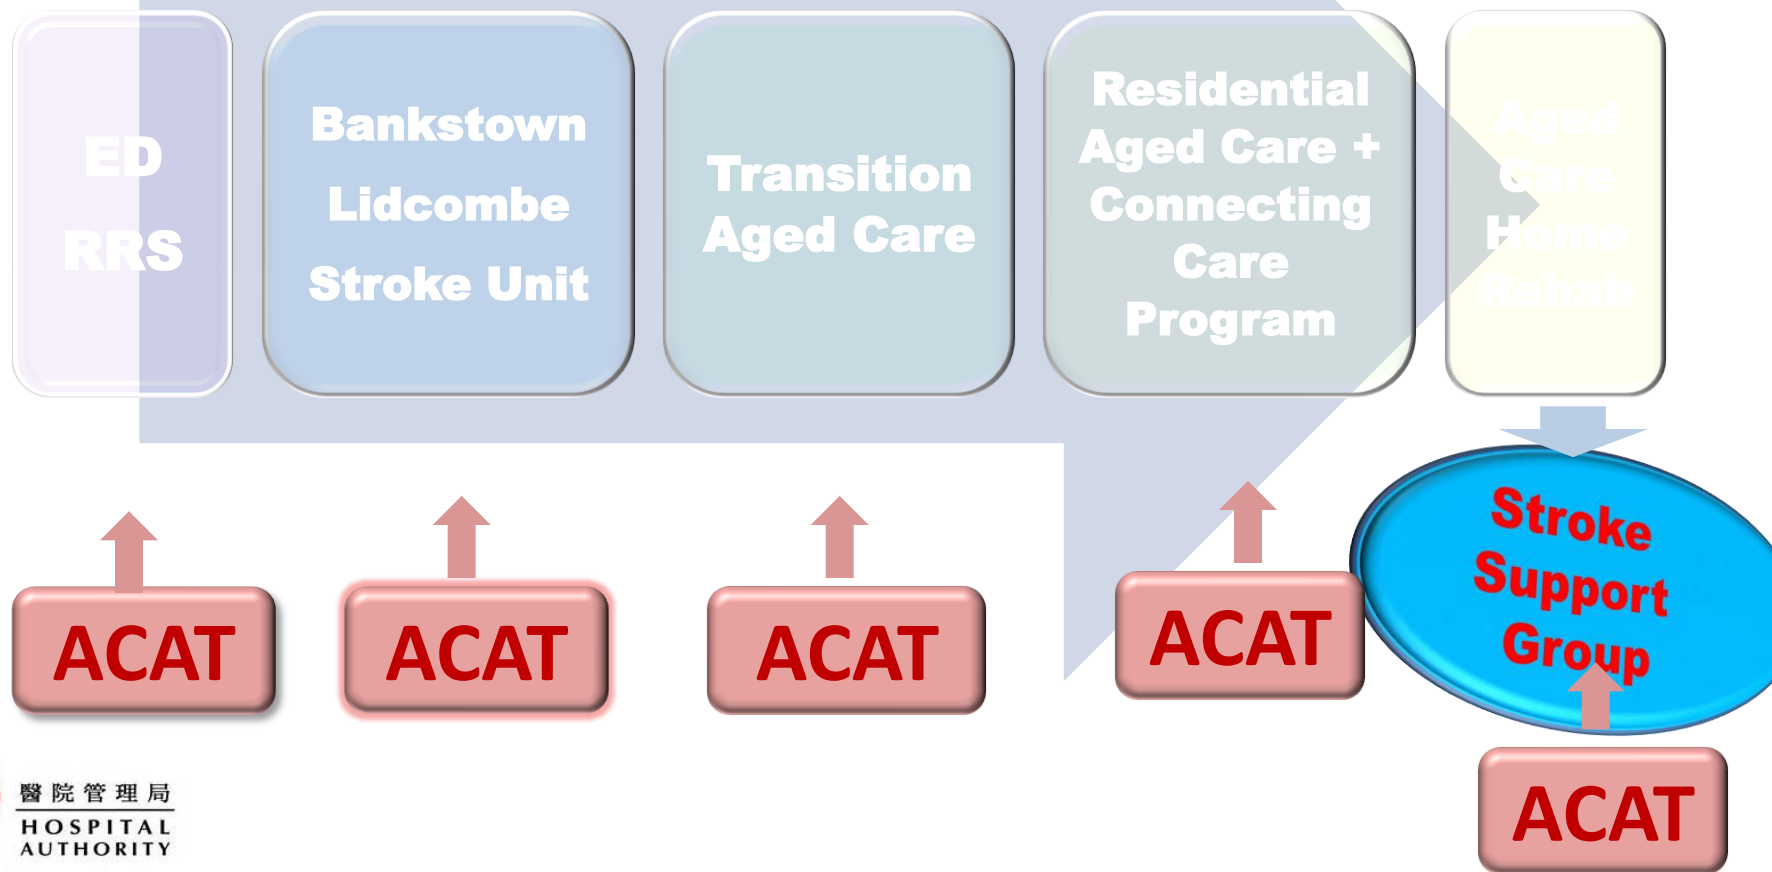 ED
RRS
Bankstown
Lidcombe
Stroke Unit
Transition
Aged Care
Residential
Aged Care +
Connecting
Care
Program
Aged
Care
Home
Rehab
Stroke
Support
Group
ACAT
ACAT
ACAT
ACAT
ACAT
醫院管理局
HOSPITAL
AUTHORITY